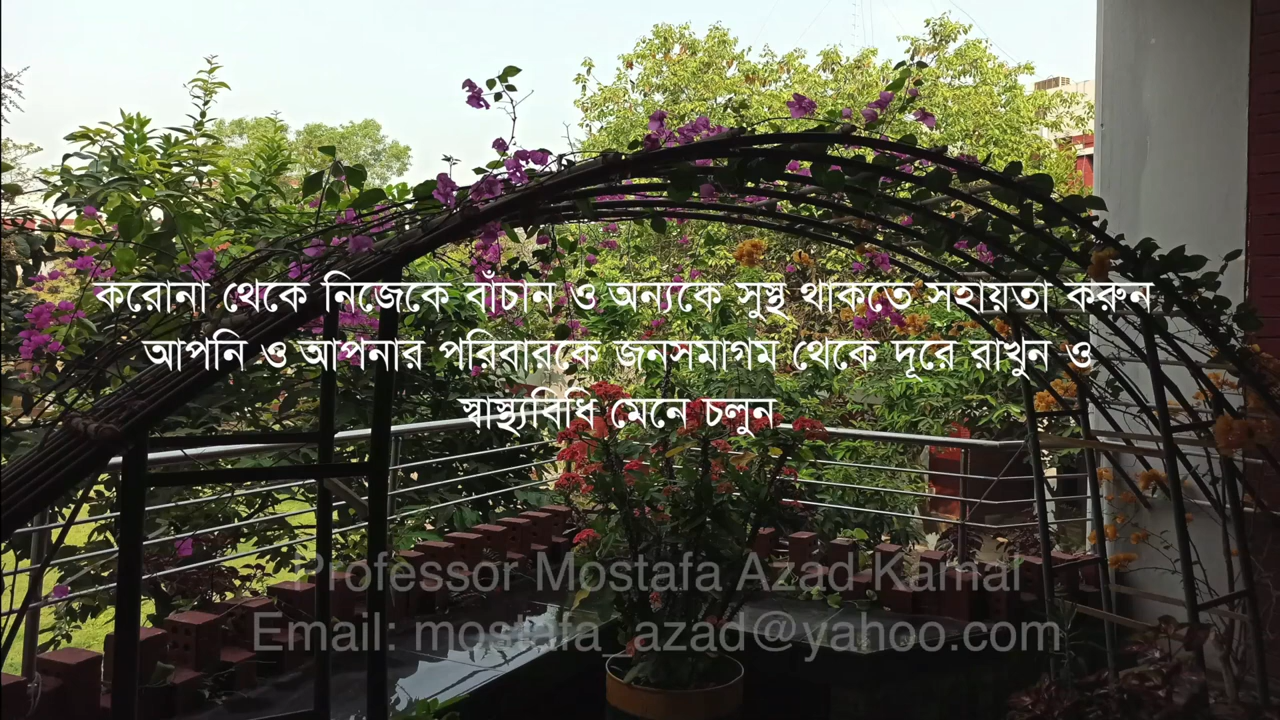 করোনা থেকে নিজেকে বাঁচান ও অন্যকে সুস্থ থাকতে সহায়তা করুন
আপনি ও আপনার পরিবারকে জনসমাগম থেকে দূরে রাখুন ও
স্বাস্থ্যবিধি মেনে চলুন
Professor Mostafa Azad Kamal
Email: mostafa_azad@yahoo.com